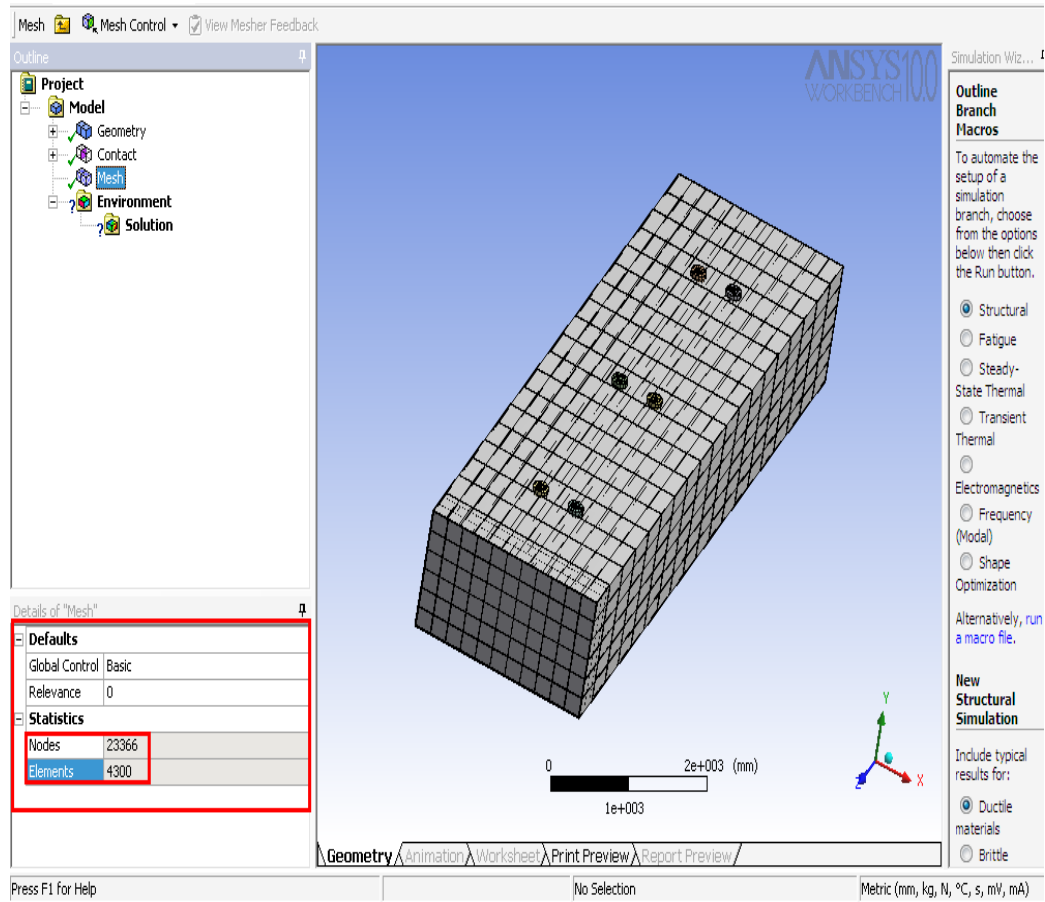 Mesh Mesh Control View Mesher Feedback
Outline
Project
Model
Geometry
Contact
Mesh
Environment
Solution
Details of "Mesh"
Defaults
Global Control Basic
Relevance 0
Statistics
Nodes 23366
Elements 4300
ANSYS 10.0
WORKBENCH
0 2e+003 (mm)
1e+003
Y
X
Z
Geometry Animation Worksheet Print Preview Report Preview
Simulation Wiz...
Outline
Branch
Macros
To automate the
setup of a
simulation
branch, choose
from the options
below then click
the Run button.
Structural
Fatigue
Steady-
State Thermal
Transient
Thermal
Electromagnetics
Frequency
(Modal)
Shape
Optimization
Alternatively, run
a macro file.
New
Structural
Simulation
Include typical
results for:
Ductile
materials
Brittle
Press F1 for Help No Selection Metric (mm, kg, N, °C, s, mV, mA)